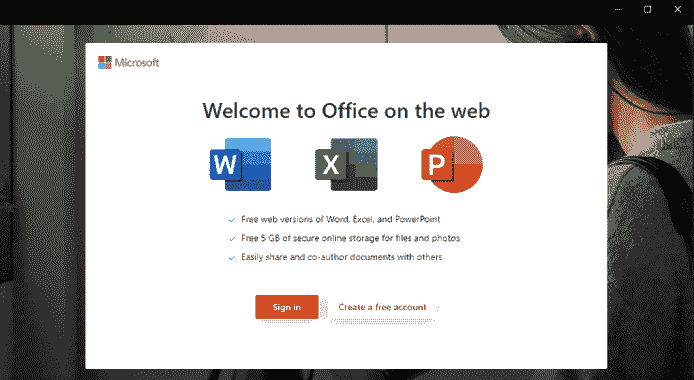 Microsoft
Welcome to Office on the web
W X P
Free web versions of Word, Excel, and PowerPoint
Free 5 GB of secure online storage for files and photos
Easily share and co-author documents with others
Sign in Create a free account